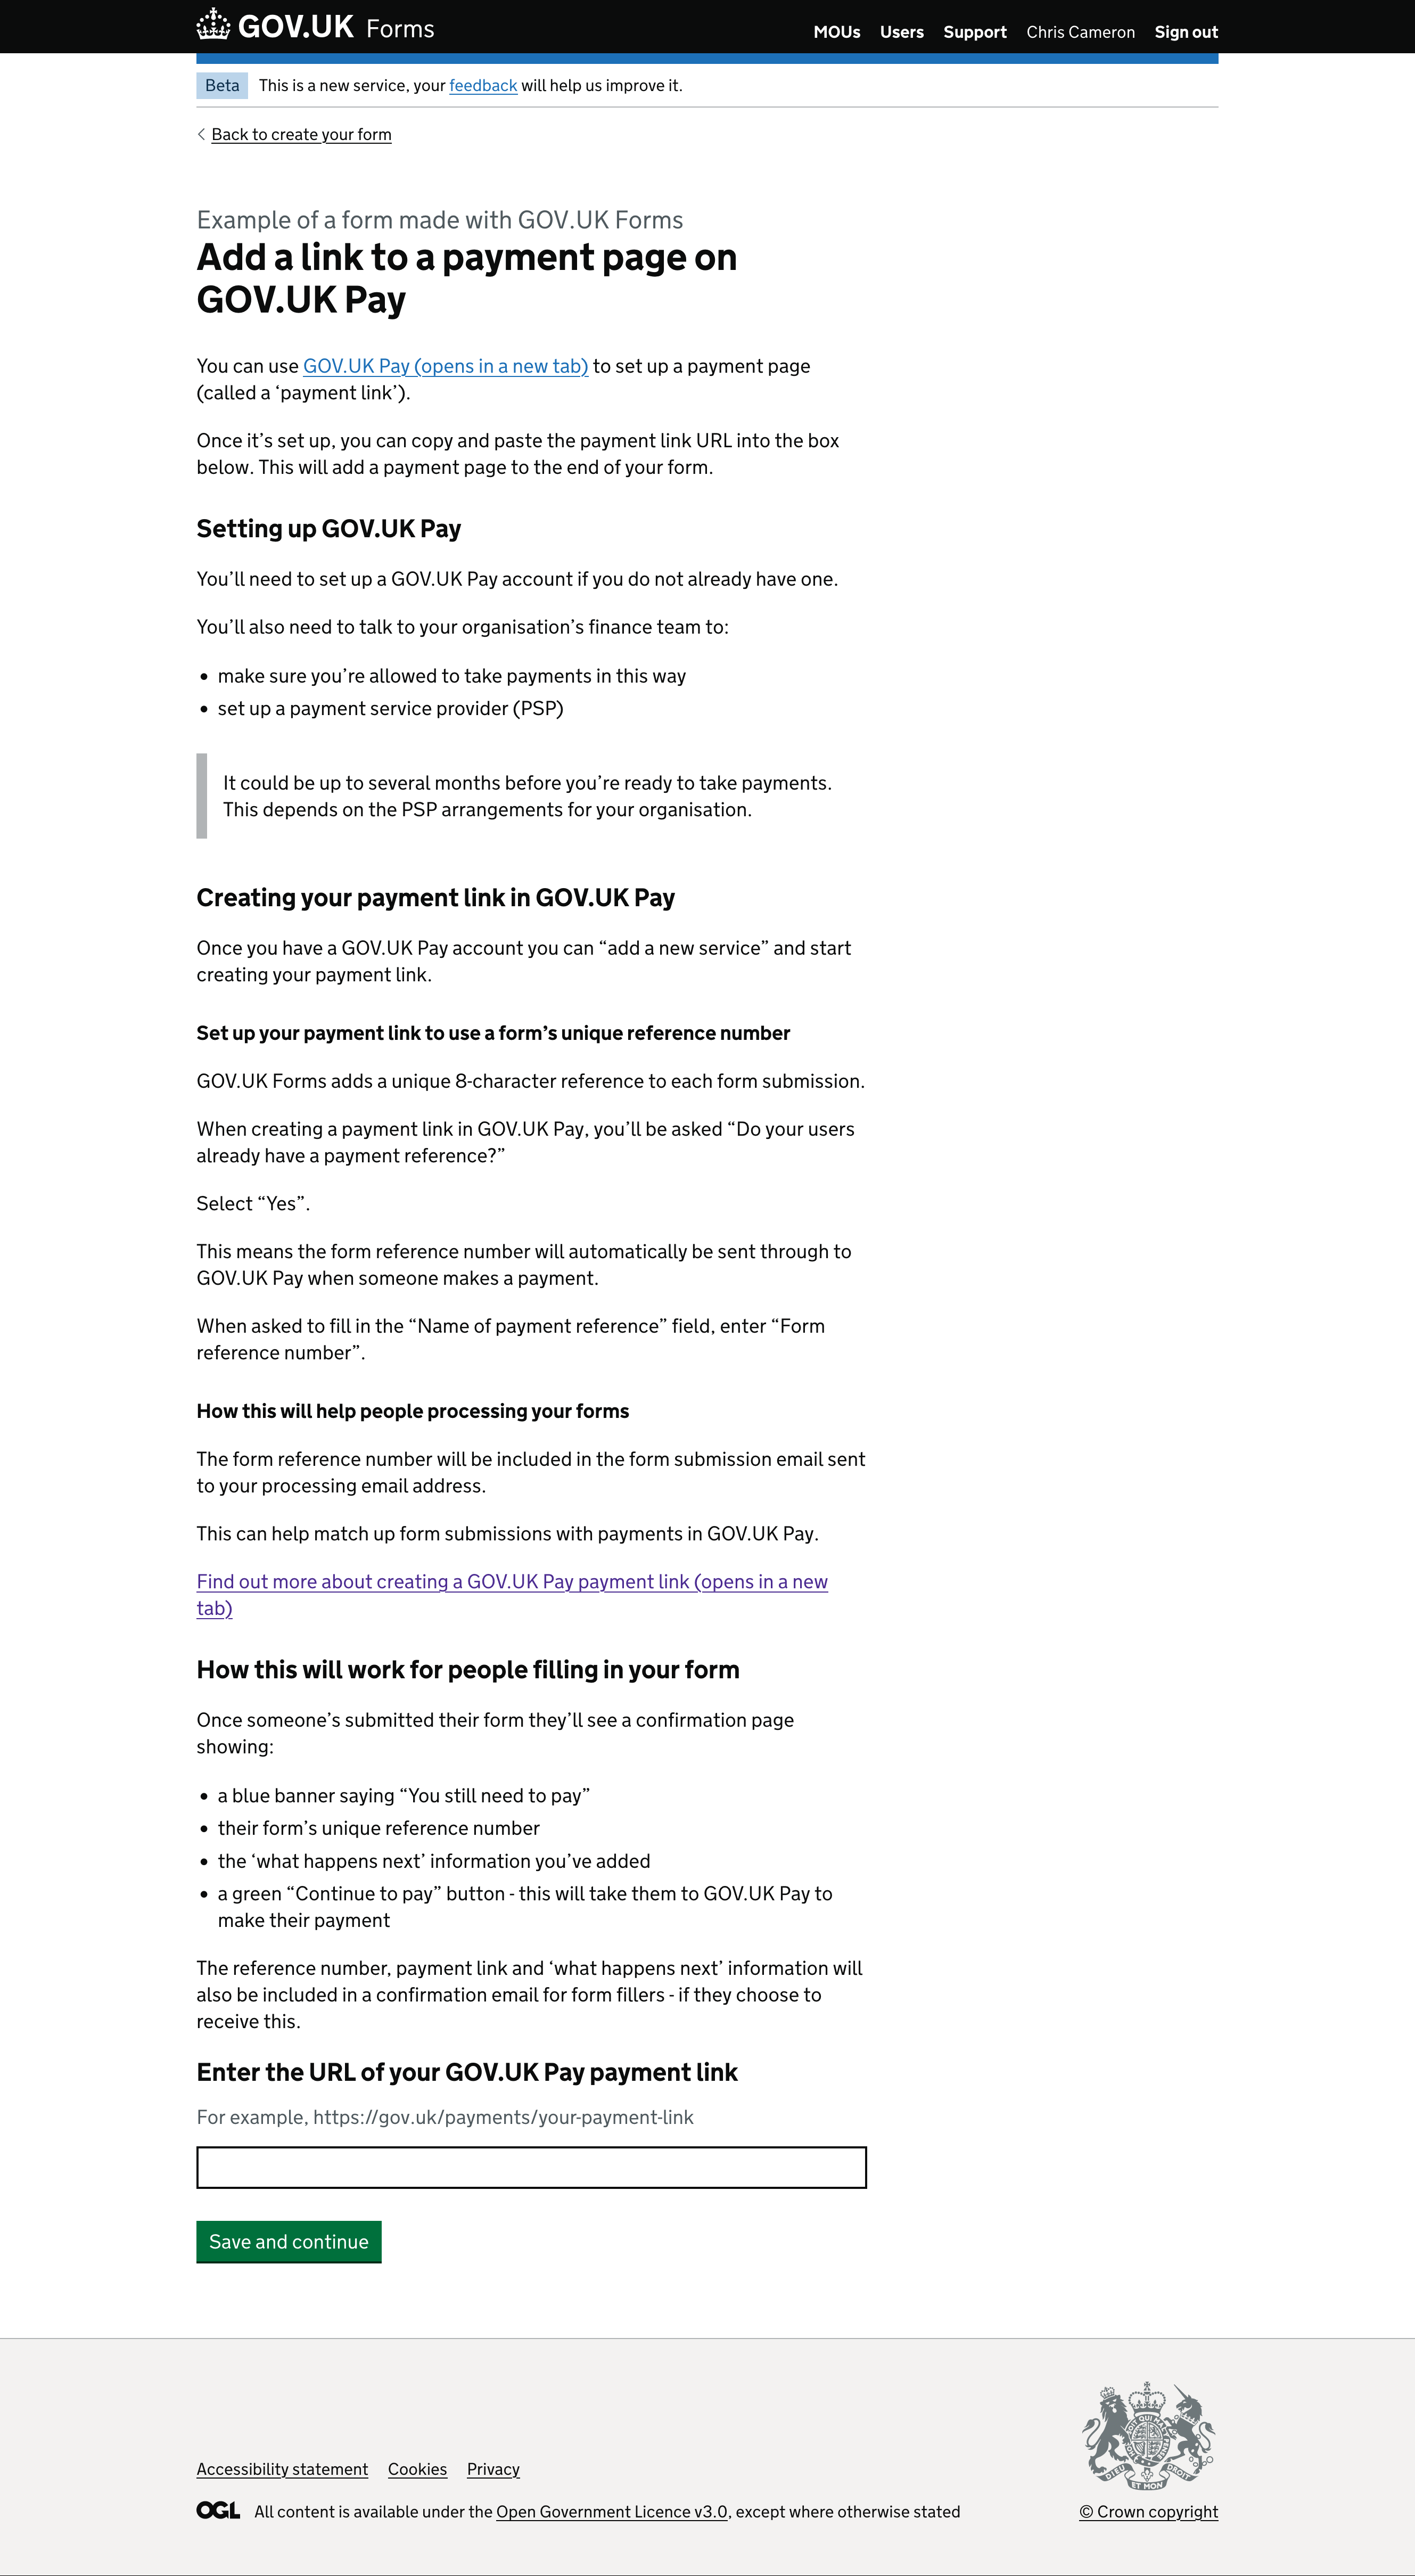 GOV.UK Forms
MOUs Users Support Chris Cameron Sign out
Beta This is a new service, your feedback will help us improve it.
Back to create your form
Example of a form made with GOV.UK Forms
Add a link to a payment page on
GOV.UK Pay
You can use GOV.UK Pay (opens in a new tab) to set up a payment page
(called a ‘payment link’).
Once it’s set up, you can copy and paste the payment link URL into the box
below. This will add a payment page to the end of your form.
Setting up GOV.UK Pay
You’ll need to set up a GOV.UK Pay account if you do not already have one.
You’ll also need to talk to your organisation’s finance team to:
• make sure you’re allowed to take payments in this way
• set up a payment service provider (PSP)
It could be up to several months before you’re ready to take payments.
This depends on the PSP arrangements for your organisation.
Creating your payment link in GOV.UK Pay
Once you have a GOV.UK Pay account you can “add a new service” and start
creating your payment link.
Set up your payment link to use a form’s unique reference number
GOV.UK Forms adds a unique 8-character reference to each form submission.
When creating a payment link in GOV.UK Pay, you’ll be asked “Do your users
already have a payment reference?”
Select “Yes”.
This means the form reference number will automatically be sent through to
GOV.UK Pay when someone makes a payment.
When asked to fill in the “Name of payment reference” field, enter “Form
reference number”.
How this will help people processing your forms
The form reference number will be included in the form submission email sent
to your processing email address.
This can help match up form submissions with payments in GOV.UK Pay.
Find out more about creating a GOV.UK Pay payment link (opens in a new
tab)
How this will work for people filling in your form
Once someone’s submitted their form they’ll see a confirmation page
showing:
• a blue banner saying “You still need to pay”
• their form’s unique reference number
• the ‘what happens next’ information you’ve added
• a green “Continue to pay” button - this will take them to GOV.UK Pay to
make their payment
The reference number, payment link and ‘what happens next’ information will
also be included in a confirmation email for form fillers - if they choose to
receive this.
Enter the URL of your GOV.UK Pay payment link
For example, https://gov.uk/payments/your-payment-link
Save and continue
Accessibility statement Cookies Privacy
OGL All content is available under the Open Government Licence v3.0, except where otherwise stated
DIEU ET MON DROIT
© Crown copyright